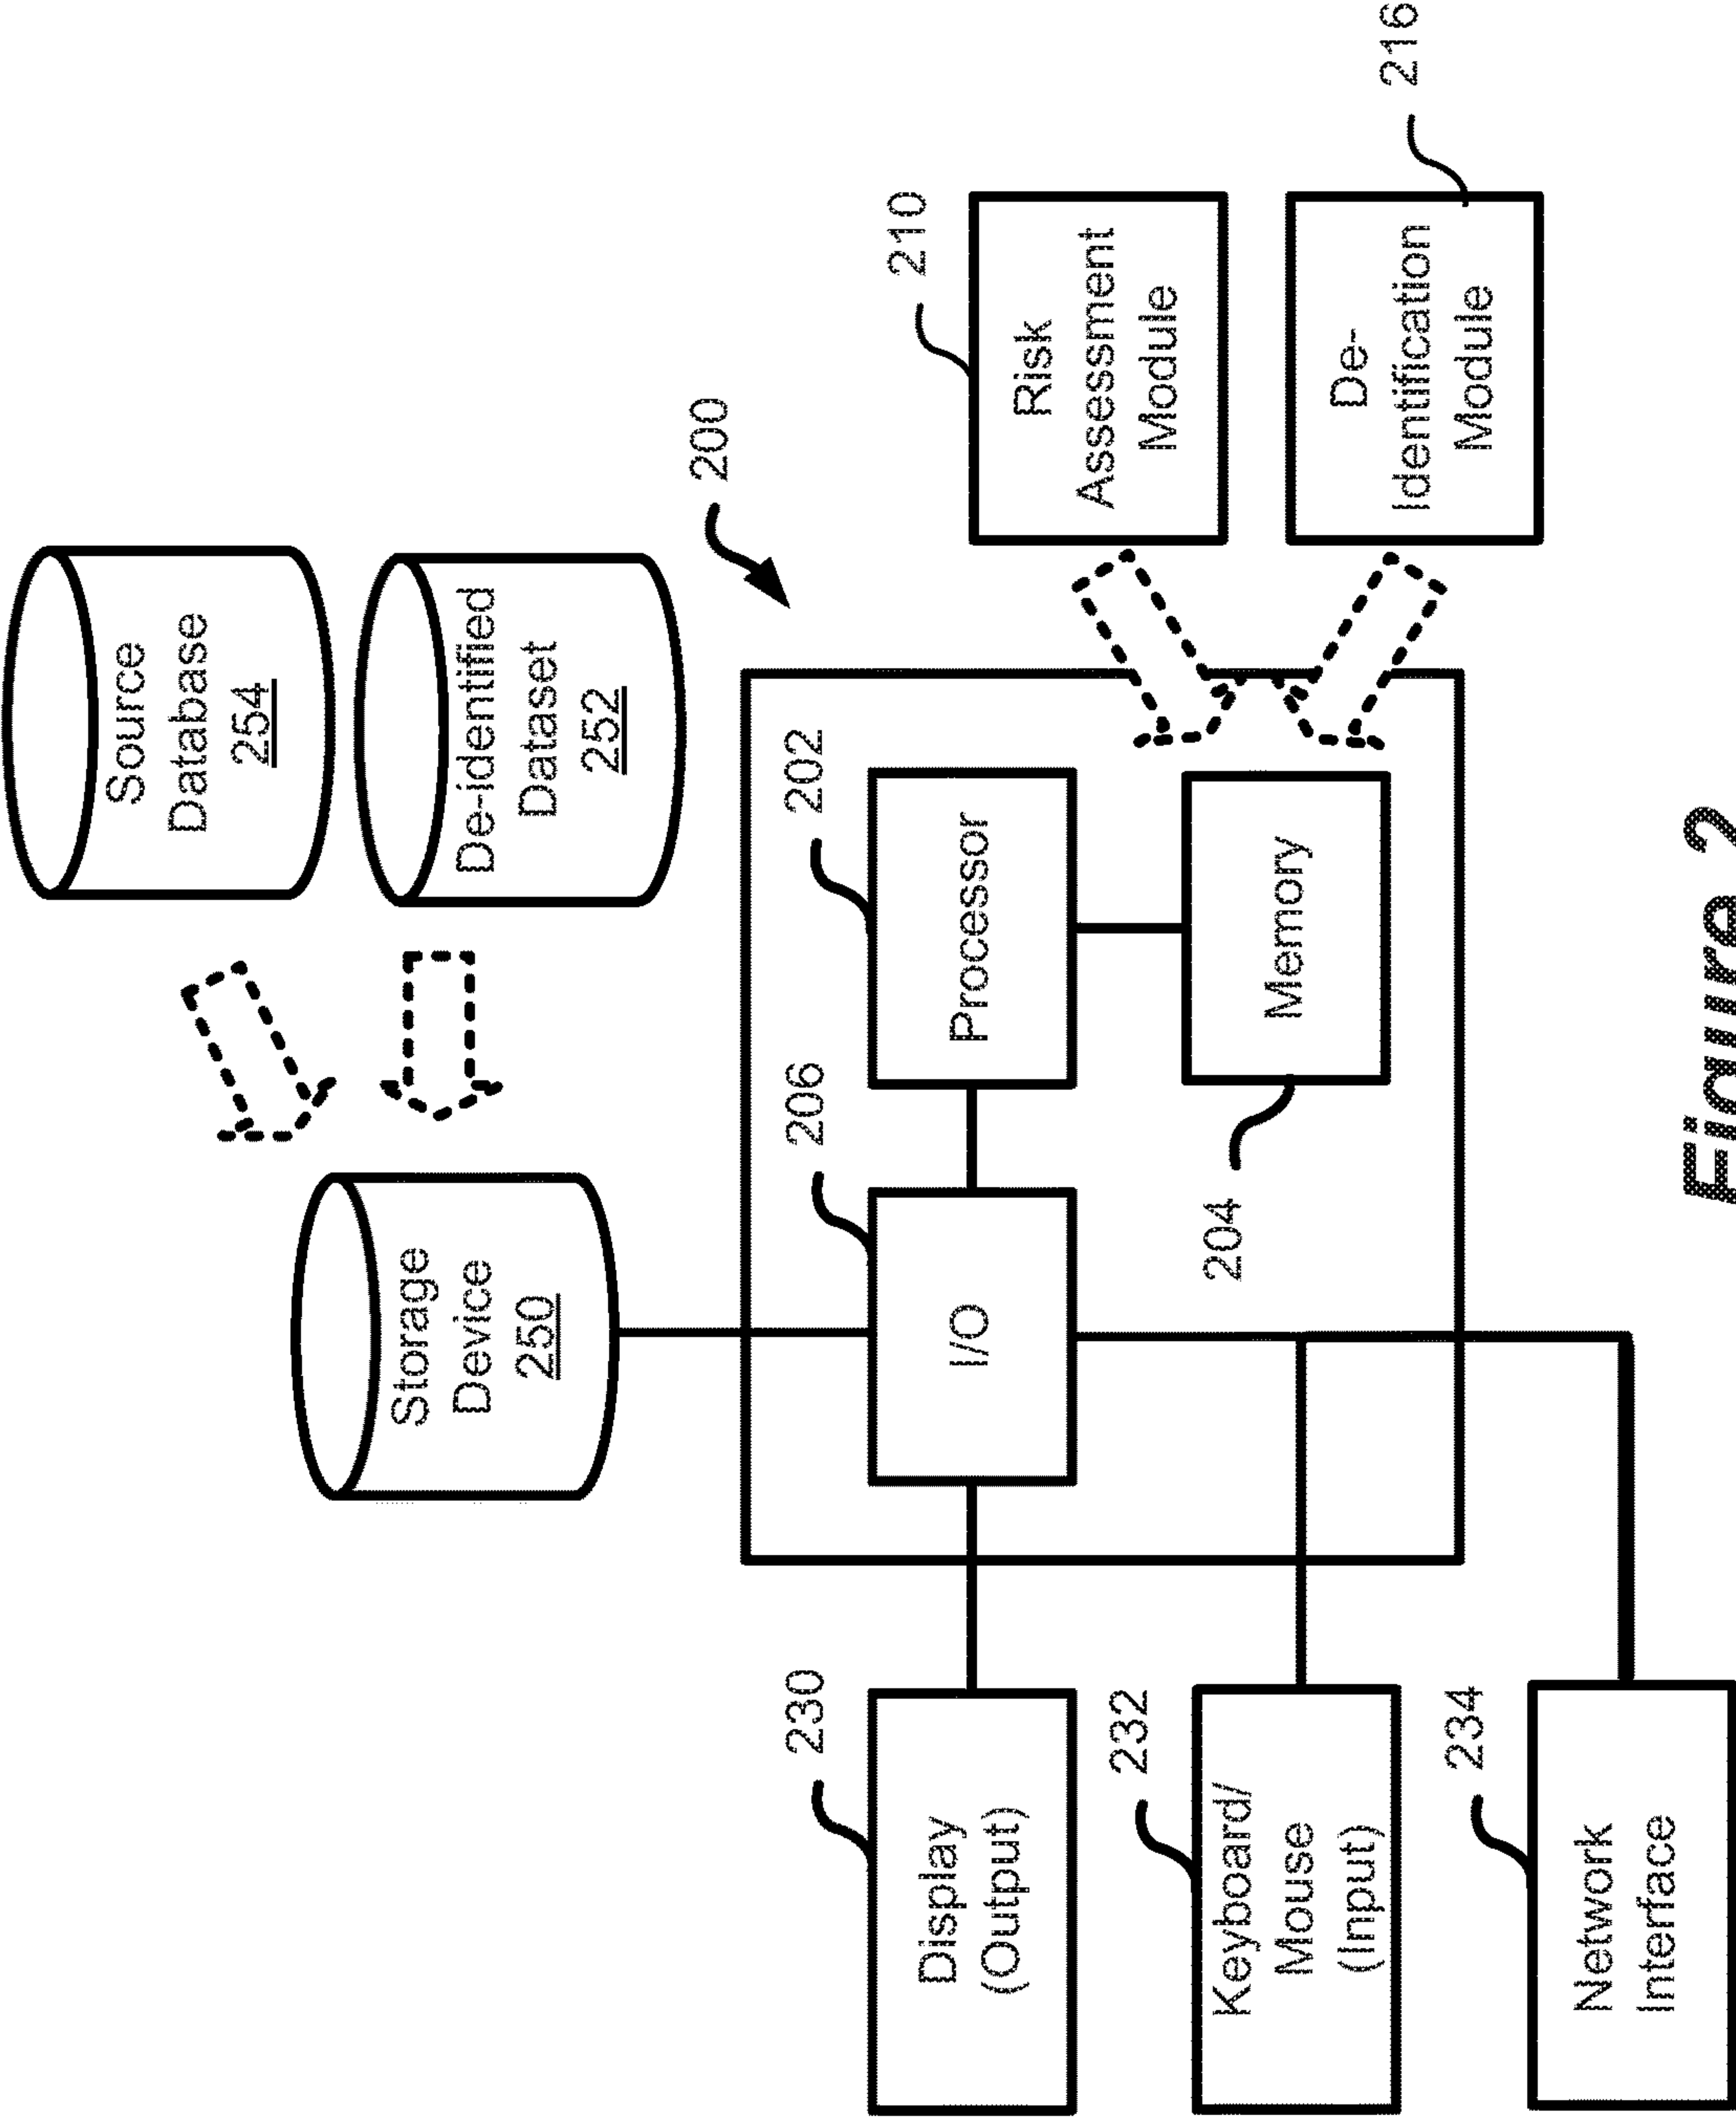 Source
Database
254
De-identified
Dataset
252
Storage
Device
250
200
230
206
202
210
Display
(Output)
I/O
Processor
Risk
Assessment
Module
232
204
Keyboard/
Mouse
(Input)
Memory
De-
Identification
Module
216
234
Network
Interface
Figure 2